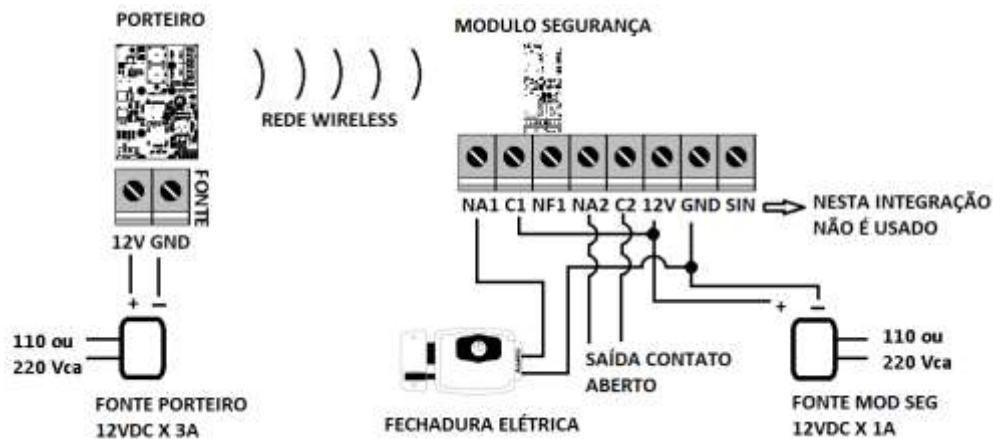 PORTEIRO
MODULO SEGURANÇA
REDE WIRELESS
FONTE
12V GND
+ −
110 ou
220 Vca
FONTE PORTEIRO
12VDC X 3A
NA1 C1 NF1 NA2 C2 12V GND SIN
NESTA INTEGRAÇÃO
NÃO É USADO
SAÍDA CONTATO
ABERTO
FECHADURA ELÉTRICA
+ −
110 ou
220 Vca
FONTE MOD SEG
12VDC X 1A